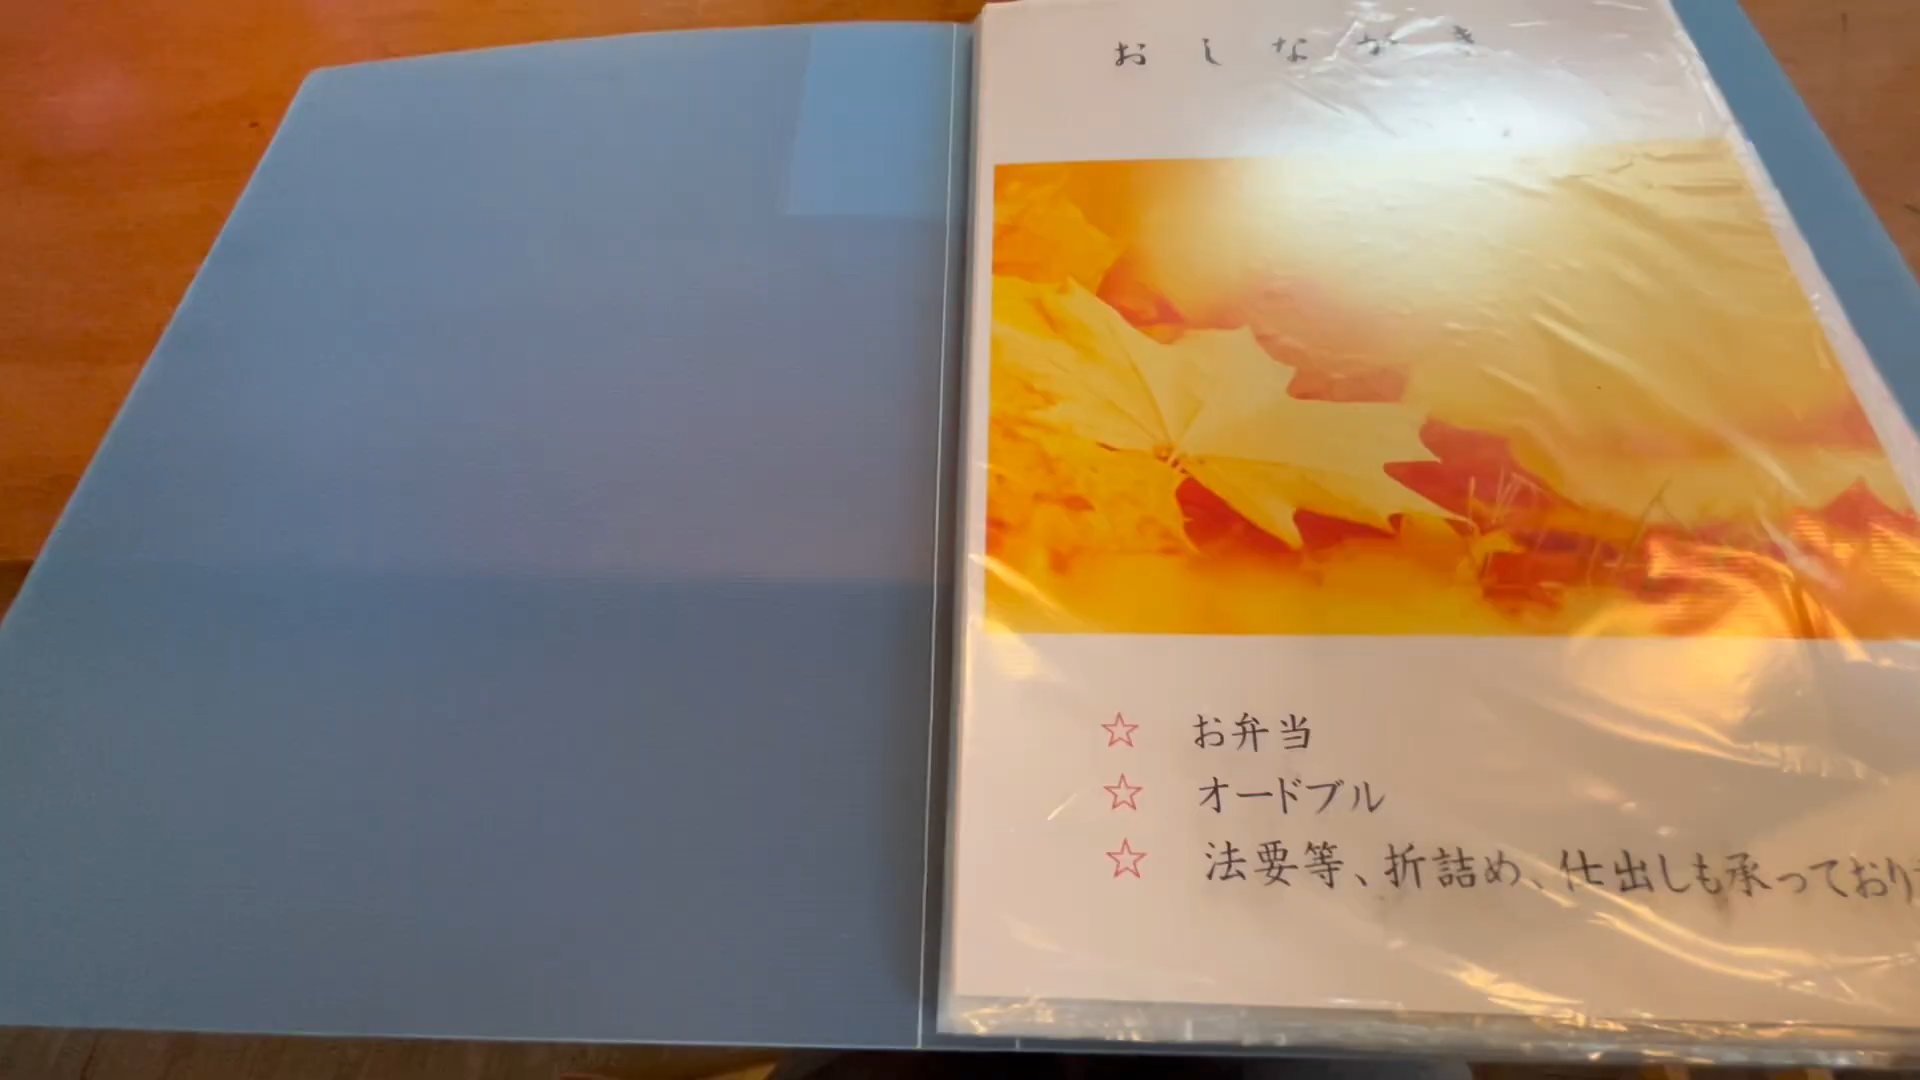 おしながき
☆ お弁当
☆ オードブル
☆ 法要等、折詰め、仕出しも承っており